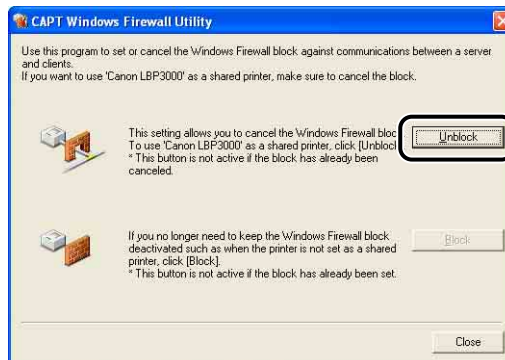 CAPT Windows Firewall Utility
Use this program to set or cancel the Windows Firewall block against communications between a server
and clients.
If you want to use 'Canon LBP3000' as a shared printer, make sure to cancel the block.
This setting allows you to cancel the Windows Firewall bloc
To use 'Canon LBP3000' as a shared printer, click [Unblock
* This button is not active if the block has already been
canceled.
Unblock
If you no longer need to keep the Windows Firewall block
deactivated such as when the printer is not set as a shared
printer, click [Block].
* This button is not active if the block has already been set.
Block
Close